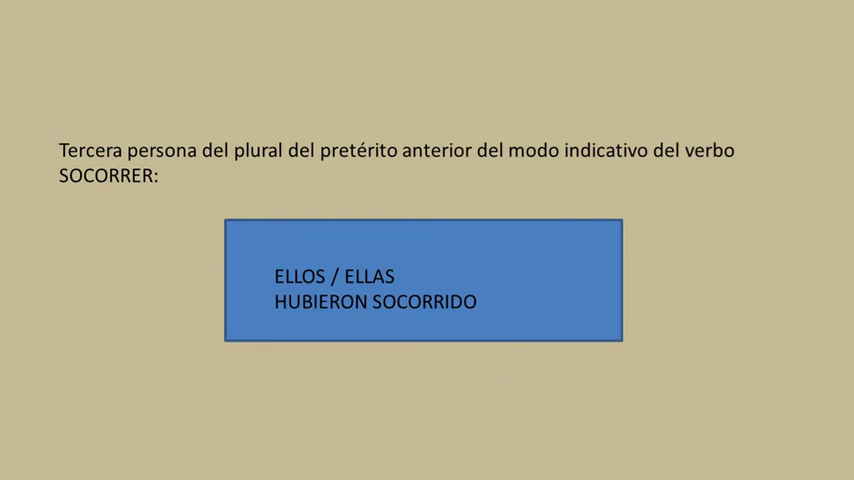 Tercera persona del plural del pretérito anterior del modo indicativo del verbo
SOCORRER:
ELLOS / ELLAS
HUBIERON SOCORRIDO